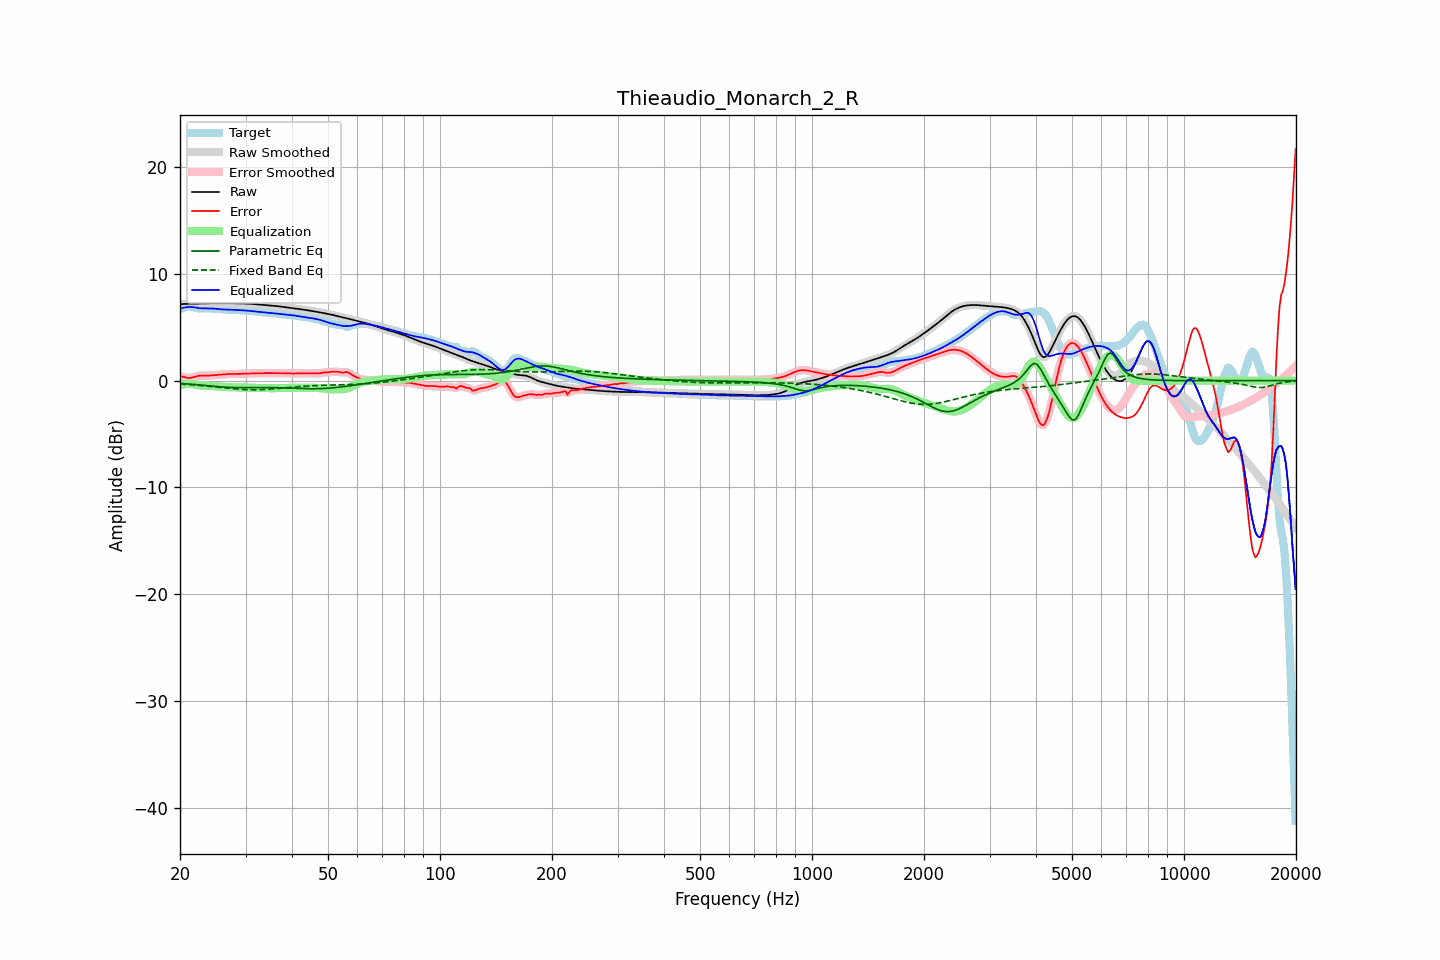 Thieaudio_Monarch_2_R
Target
Raw Smoothed
Error Smoothed
Raw
Error
Equalization
Parametric Eq
Fixed Band Eq
Equalized
20
10
0
−10
−20
−30
−40
Amplitude (dBr)
20 50 100 200 500 1000 2000 5000 10000 20000
Frequency (Hz)